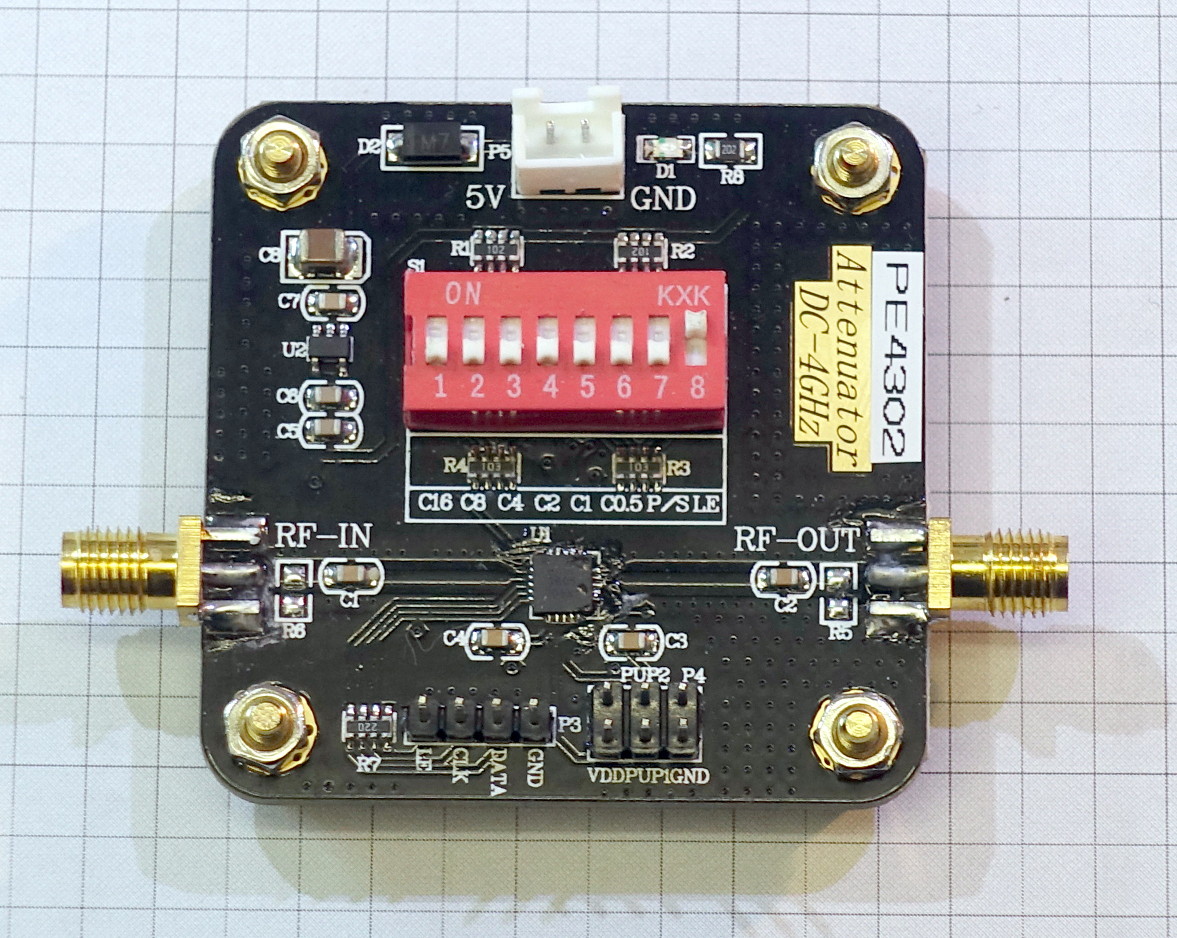 D2
M7
P5
D1
202
R8
5V
GND
C8
R1
102
102
R2
S1
C7
ON
KXK
U2
1 2 3 4 5 6 7 8
C6
C5
PE4302
Attenuator
DC-4GHz
R4
103
103
R3
C16 C8 C4 C2 C1 C0.5 P/S LE
RF-IN
U1
RF-OUT
C1
C2
R6
R5
C4
C3
PUP2 P4
220
P3
R7
LE
CLK
DATA
GND
VDDPUP1GND